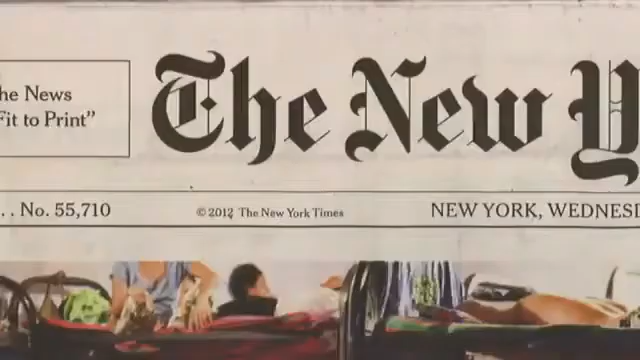 he News
The New Y
Fit to Print”
. . No. 55,710
© 2012 The New York Times
NEW YORK, WEDNESD